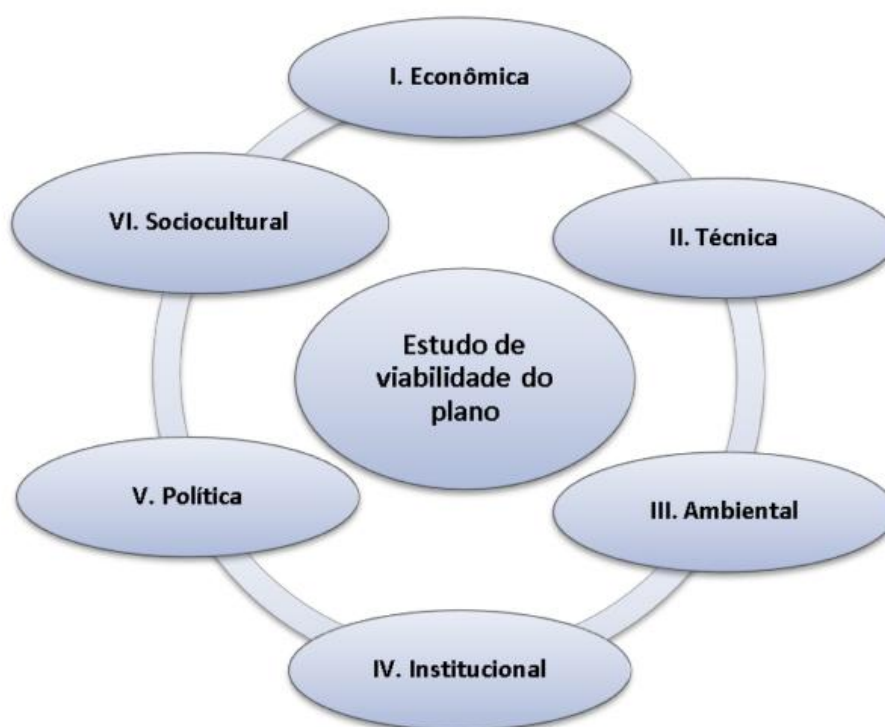 I. Econômica
II. Técnica
III. Ambiental
IV. Institucional
V. Política
VI. Sociocultural
Estudo de
viabilidade do
plano